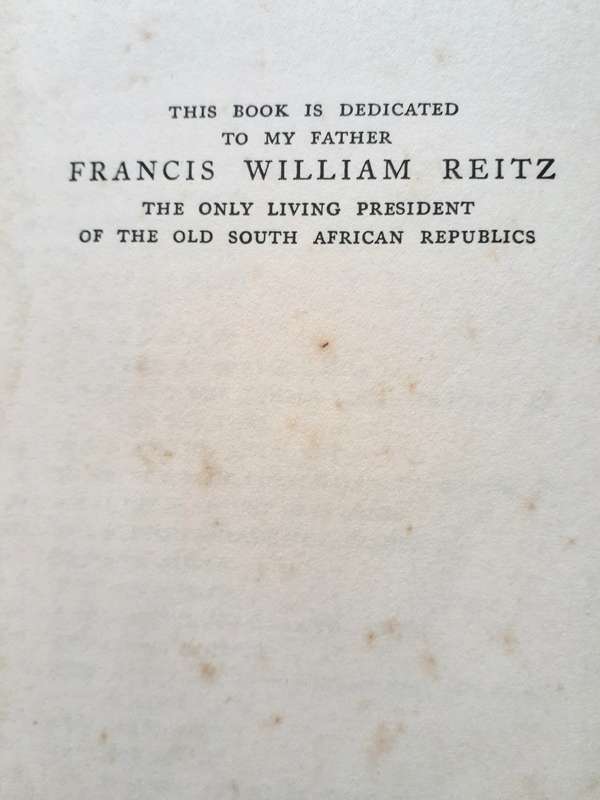 THIS BOOK IS DEDICATED
TO MY FATHER
FRANCIS WILLIAM REITZ
THE ONLY LIVING PRESIDENT
OF THE OLD SOUTH AFRICAN REPUBLICS